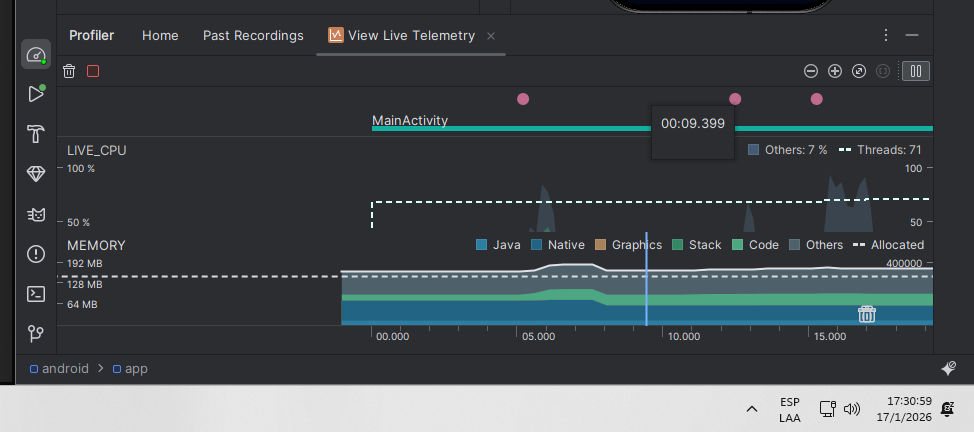 Profiler Home Past Recordings View Live Telemetry
MainActivity
00:09.399
LIVE_CPU Others: 7 % Threads: 71
100 % 100
50 % 50
MEMORY Java Native Graphics Stack Code Others Allocated
192 MB 400000
128 MB
64 MB
00.000 05.000 10.000 15.000
android > app
ESP 17:30:59
LAA 17/1/2026